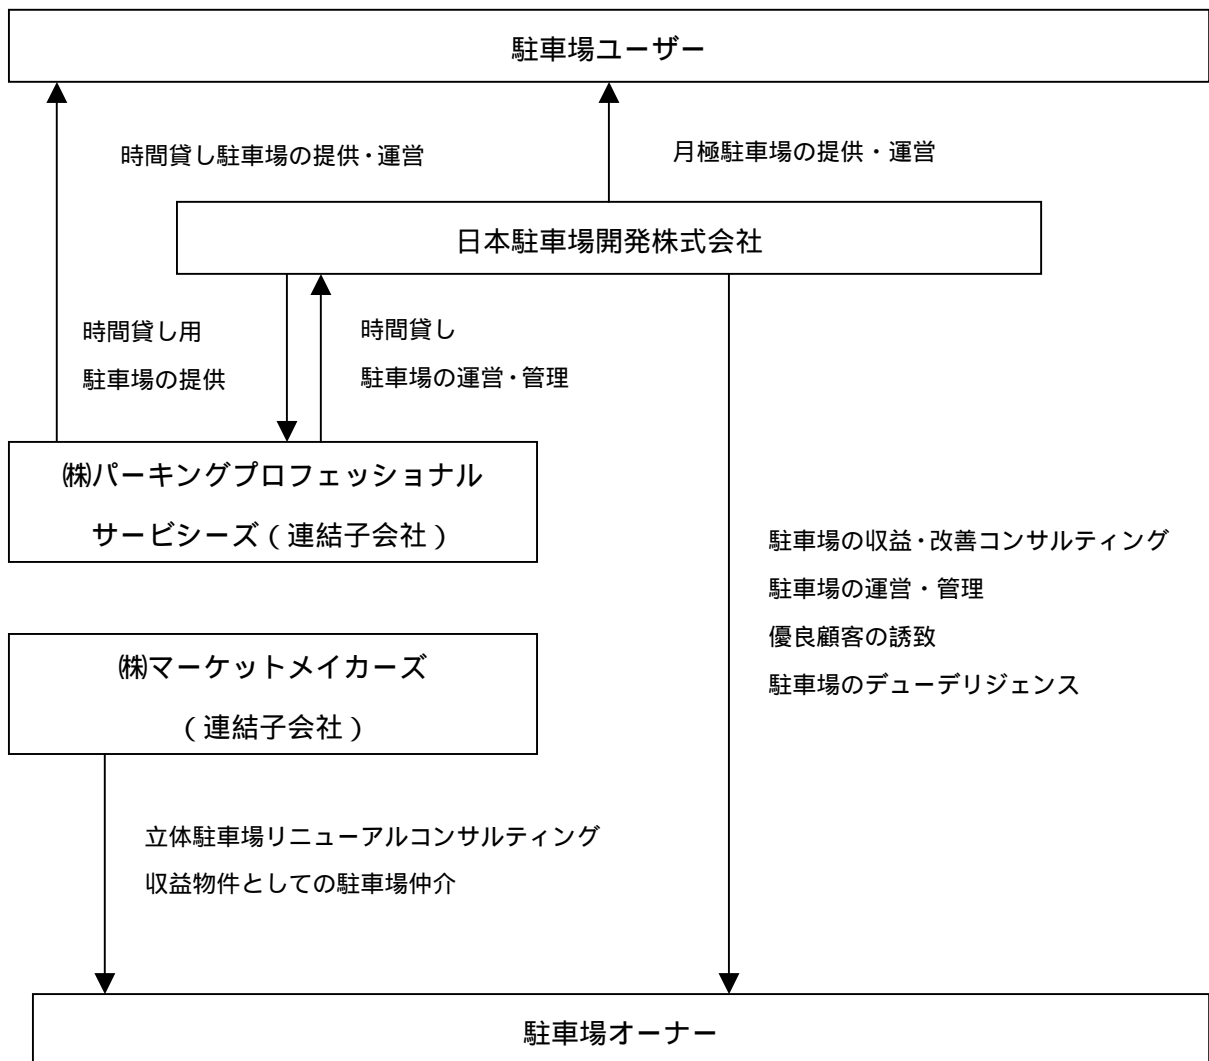 駐車場ユーザー
時間貸し駐車場の提供・運営
月極駐車場の提供・運営
日本駐車場開発株式会社
時間貸し用
駐車場の提供
時間貸し
駐車場の運営・管理
㈱パーキングプロフェッショナル
サービシーズ（連結子会社）
駐車場の収益・改善コンサルティング
駐車場の運営・管理
優良顧客の誘致
駐車場のデューデリジェンス
㈱マーケットメイカーズ
（連結子会社）
立体駐車場リニューアルコンサルティング
収益物件としての駐車場仲介
駐車場オーナー